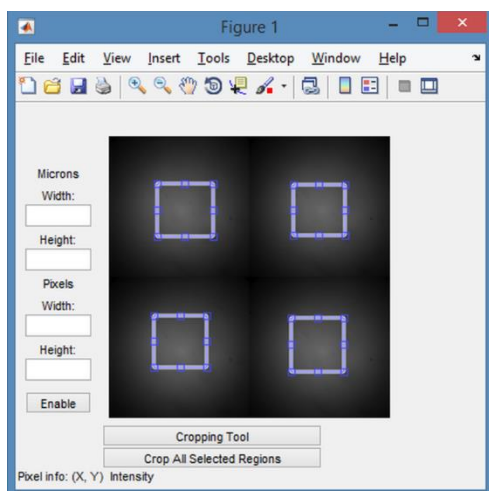 Figure 1
File Edit View Insert Tools Desktop Window Help
Microns
Width:
Height:
Pixels
Width:
Height:
Enable
Cropping Tool
Crop All Selected Regions
Pixel info: (X, Y) Intensity